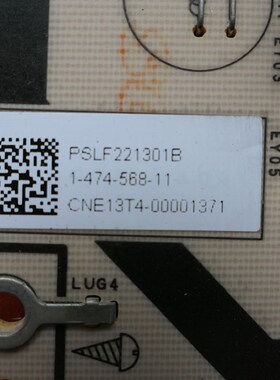 EY05
PSLF221301B
1-474-568-11
CNE13T4-00001371
LUG4